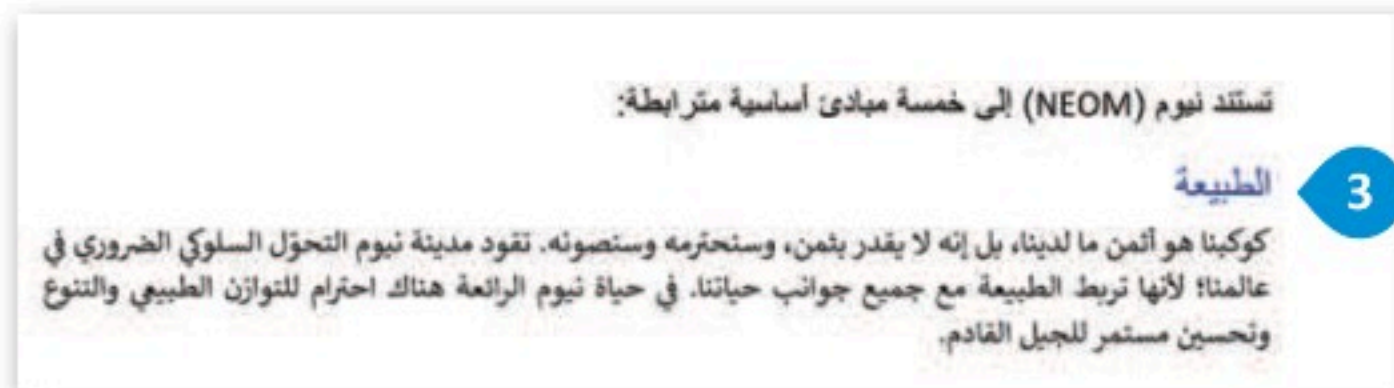 تستند نيوم (NEOM) إلى خمسة مبادئ أساسية مترابطة:
الطبيعة
3
كوكبنا هو أثمن ما لدينا، بل إنه لا يقدر بثمن، وسنحترمه وسنصونه. تقود مدينة نيوم التحوّل السلوكي الضروري في
عالمنا؛ لأنها تربط الطبيعة مع جميع جوانب حياتنا. في حياة نيوم الرائعة هناك احترام للتوازن الطبيعي والتنوع
وتحسين مستمر للجيل القادم.